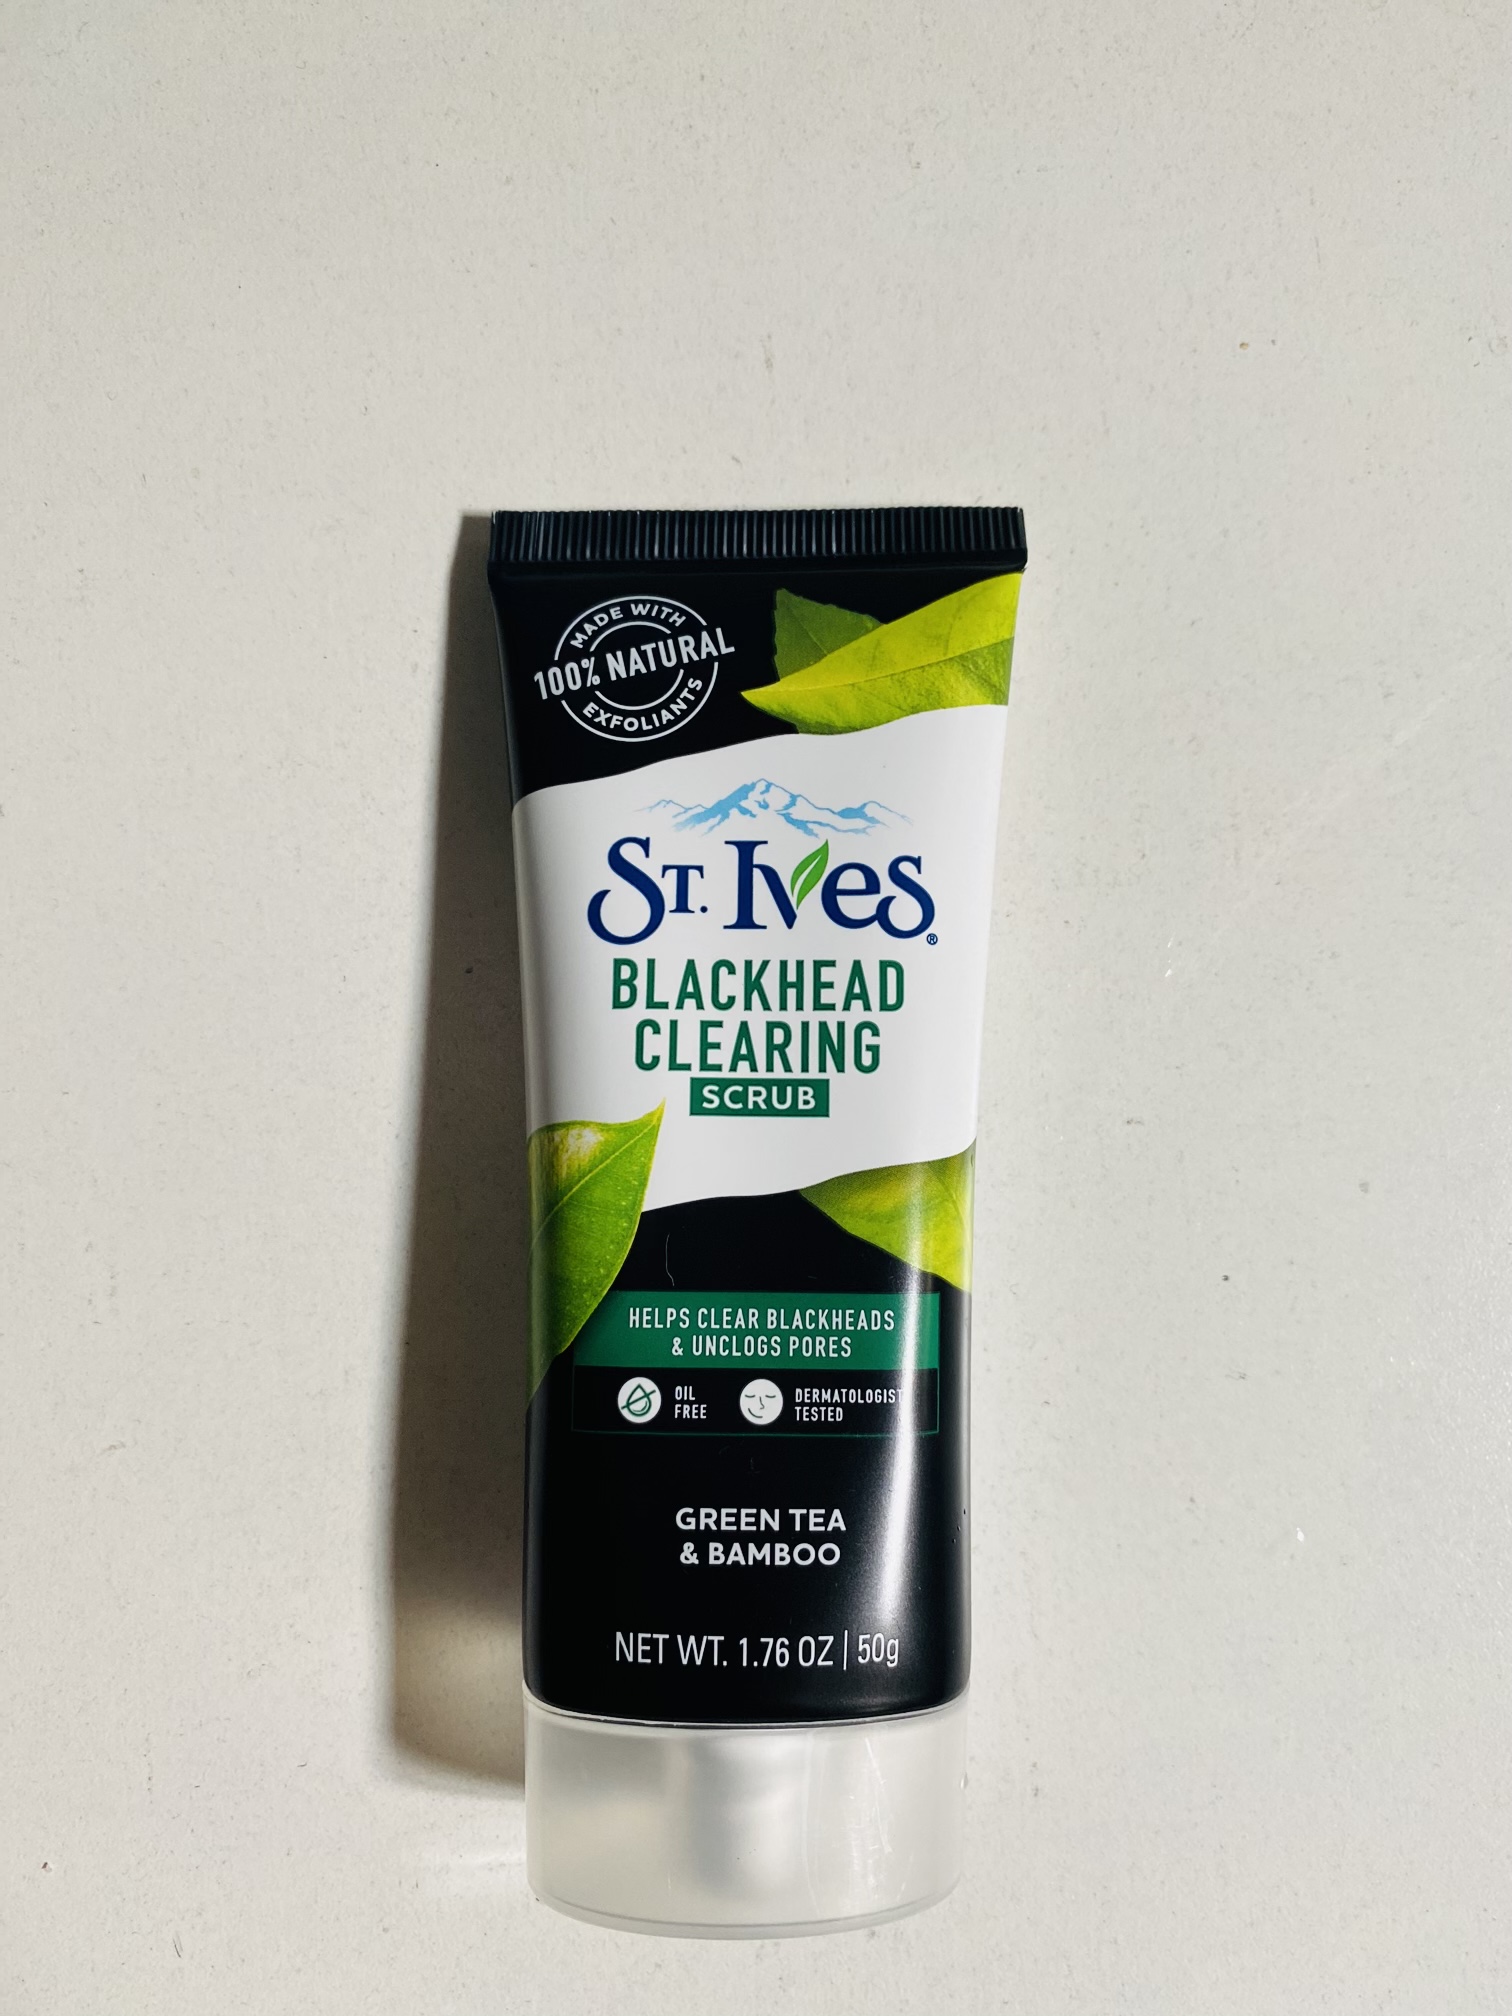 MADE WITH
100% NATURAL
EXFOLIANTS
ST. Ives®
BLACKHEAD
CLEARING
SCRUB
HELPS CLEAR BLACKHEADS
& UNCLOGS PORES
OIL
FREE
DERMATOLOGIST
TESTED
GREEN TEA
& BAMBOO
NET WT. 1.76 OZ | 50g